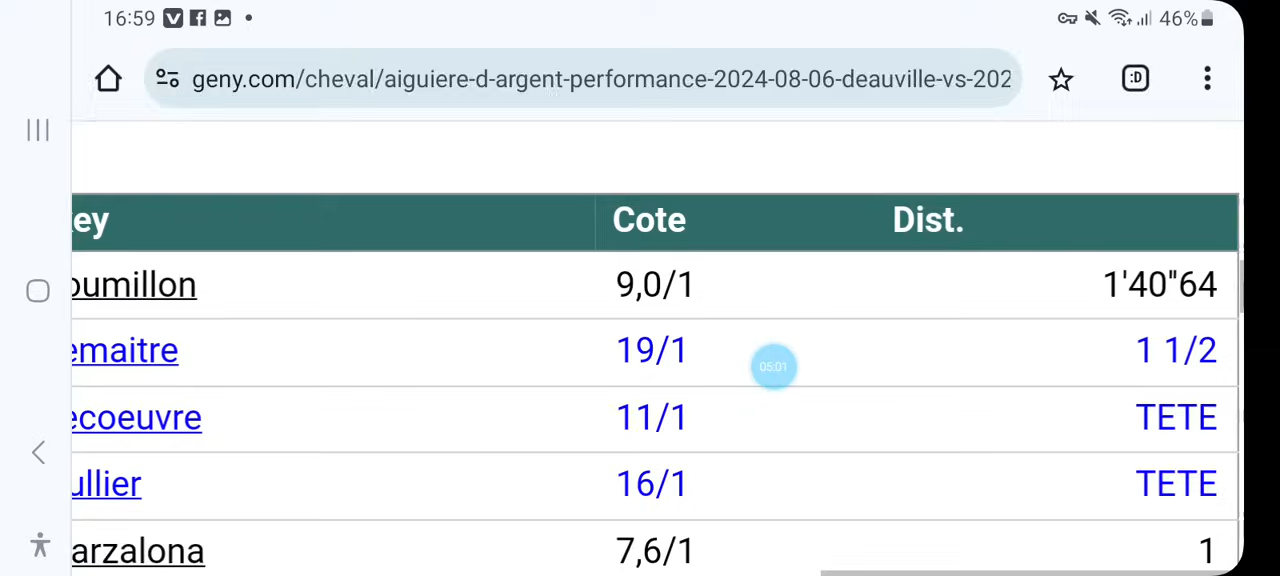 16:59 46%
geny.com/cheval/aiguiere-d-argent-performance-2024-08-06-deauville-vs-202
:D
ey Cote Dist.
oumillon 9,0/1 1'40"64
emaitre 19/1 1 1/2
05:01
ecoeuvre 11/1 TETE
ullier 16/1 TETE
arzalona 7,6/1 1